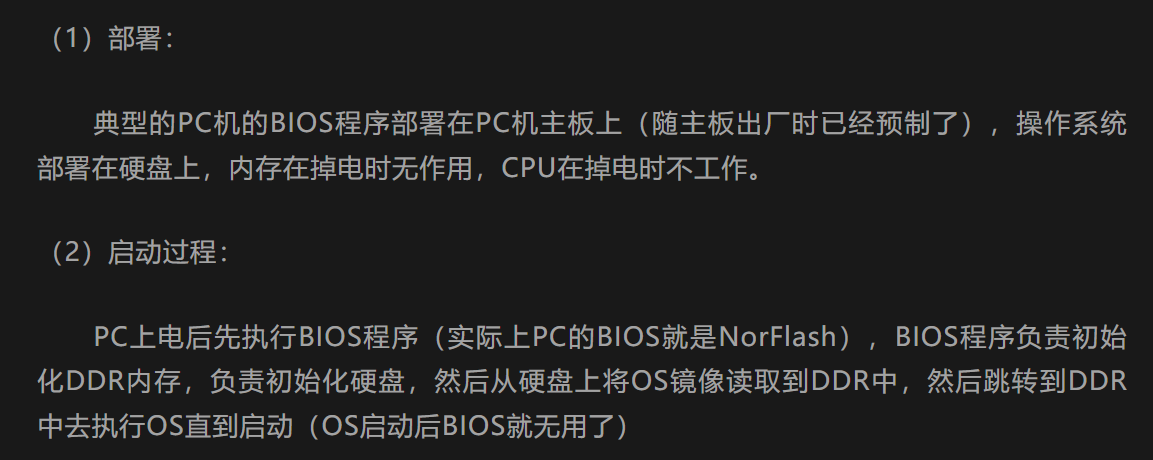 （1）部署：
典型的PC机的BIOS程序部署在PC机主板上（随主板出厂时已经预制了），操作系统
部署在硬盘上，内存在掉电时无作用，CPU在掉电时不工作。
（2）启动过程：
PC上电后先执行BIOS程序（实际上PC的BIOS就是NorFlash），BIOS程序负责初始
化DDR内存，负责初始化硬盘，然后从硬盘上将OS镜像读取到DDR中，然后跳转到DDR
中去执行OS直到启动（OS启动后BIOS就无用了）